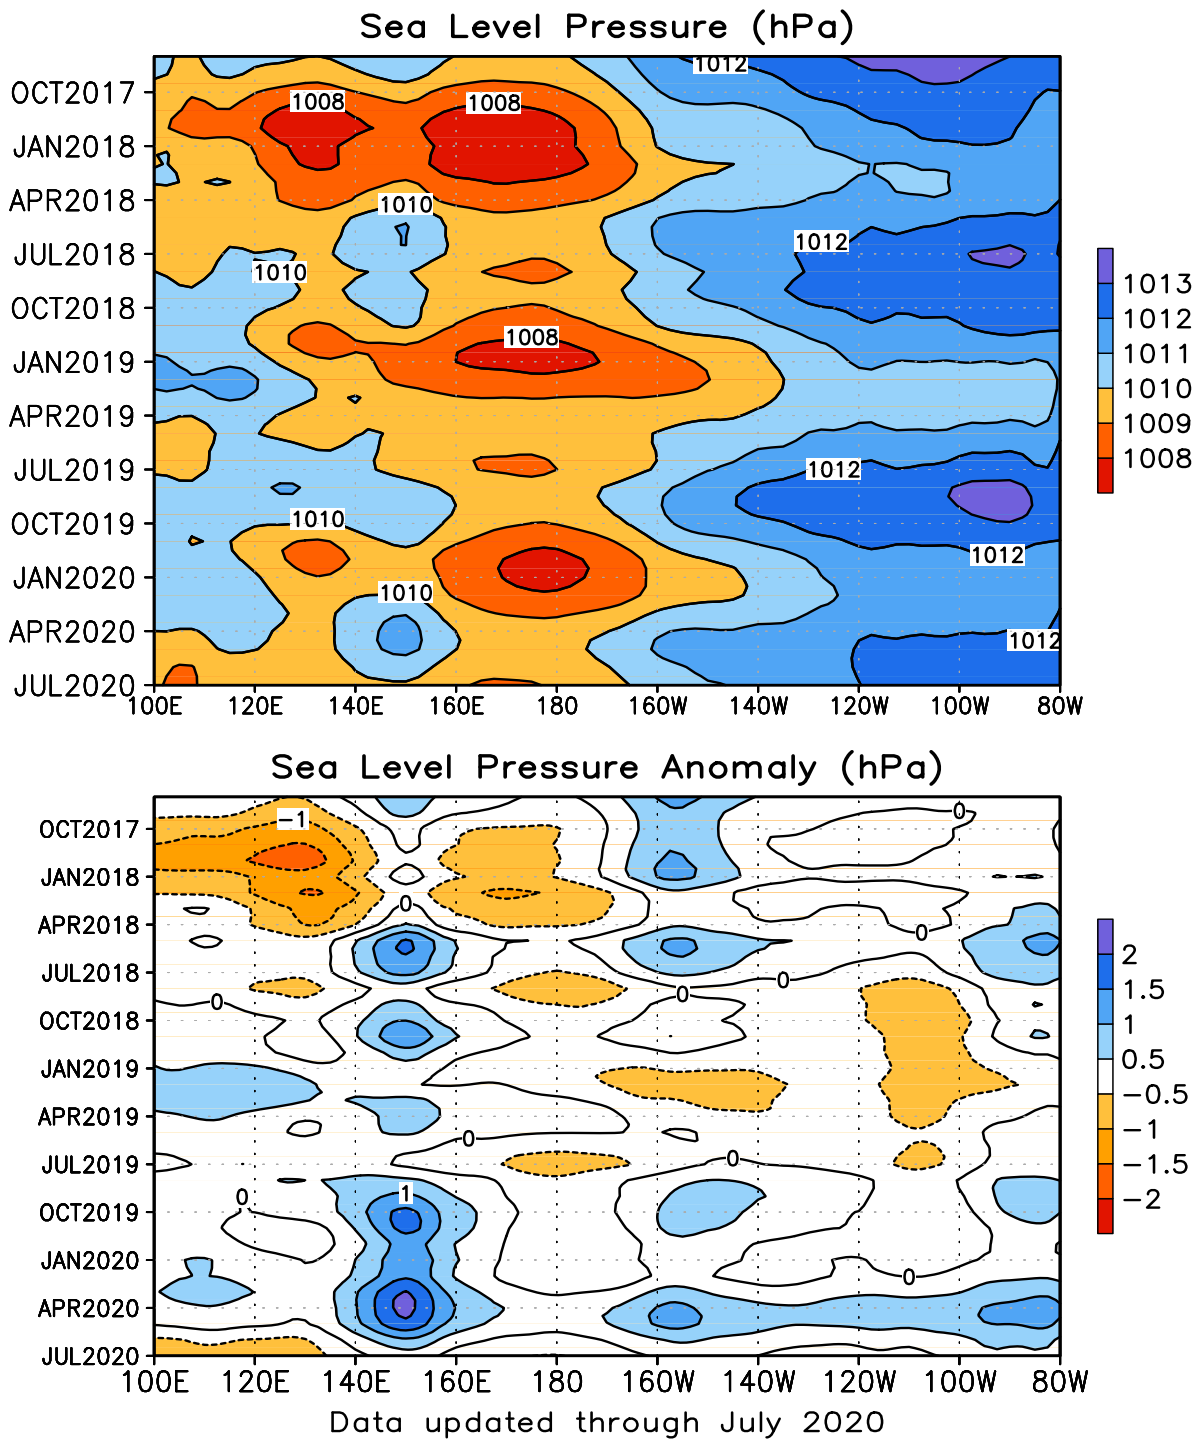 Sea Level Pressure (hPa)
1012
OCT2017
1008
1008
JAN2018
APR2018
1010
1012
JUL2018
1010
1013
OCT2018
1012
1008
1011
JAN2019
1010
APR2019
1009
1008
JUL2019
1012
OCT2019
1010
1012
JAN2020
1010
APR2020
1012
JUL2020
100E 120E 140E 160E 180 160W 140W 120W 100W 80W
Sea Level Pressure Anomaly (hPa)
0
OCT2017
−1
JAN2018
0
APR2018
0
2
JUL2018
0
1.5
0
0
OCT2018
1
0.5
JAN2019
−0.5
APR2019
−1
0
JUL2019
0
−1.5
0
1
−2
OCT2019
JAN2020
0
APR2020
JUL2020
100E 120E 140E 160E 180 160W 140W 120W 100W 80W
Data updated through July 2020